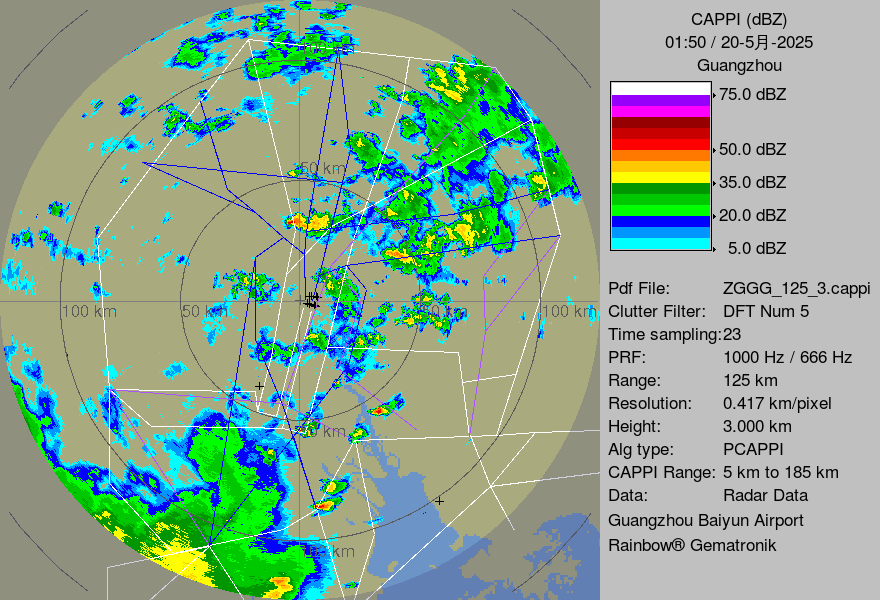 CAPPI (dBZ)
01:50 / 20-5月-2025
Guangzhou
75.0 dBZ
50.0 dBZ
35.0 dBZ
20.0 dBZ
5.0 dBZ
Pdf File: ZGGG_125_3.cappi
Clutter Filter: DFT Num 5
Time sampling:23
PRF: 1000 Hz / 666 Hz
Range: 125 km
Resolution: 0.417 km/pixel
Height: 3.000 km
Alg type: PCAPPI
CAPPI Range: 5 km to 185 km
Data: Radar Data
Guangzhou Baiyun Airport
Rainbow® Gematronik
100 km
50 km
100 km
km
km
km